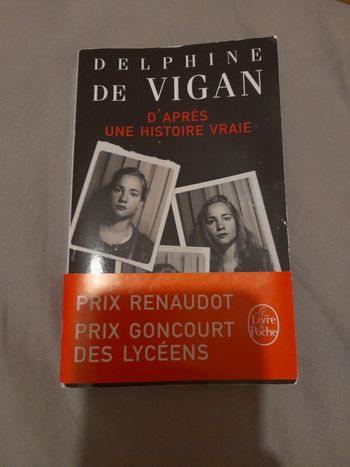 DELPHINE
DE VIGAN
D'APRÈS
UNE HISTOIRE VRAIE
PRIX RENAUDOT
PRIX GONCOURT
DES LYCÉENS
Le
Livre
de
Poche